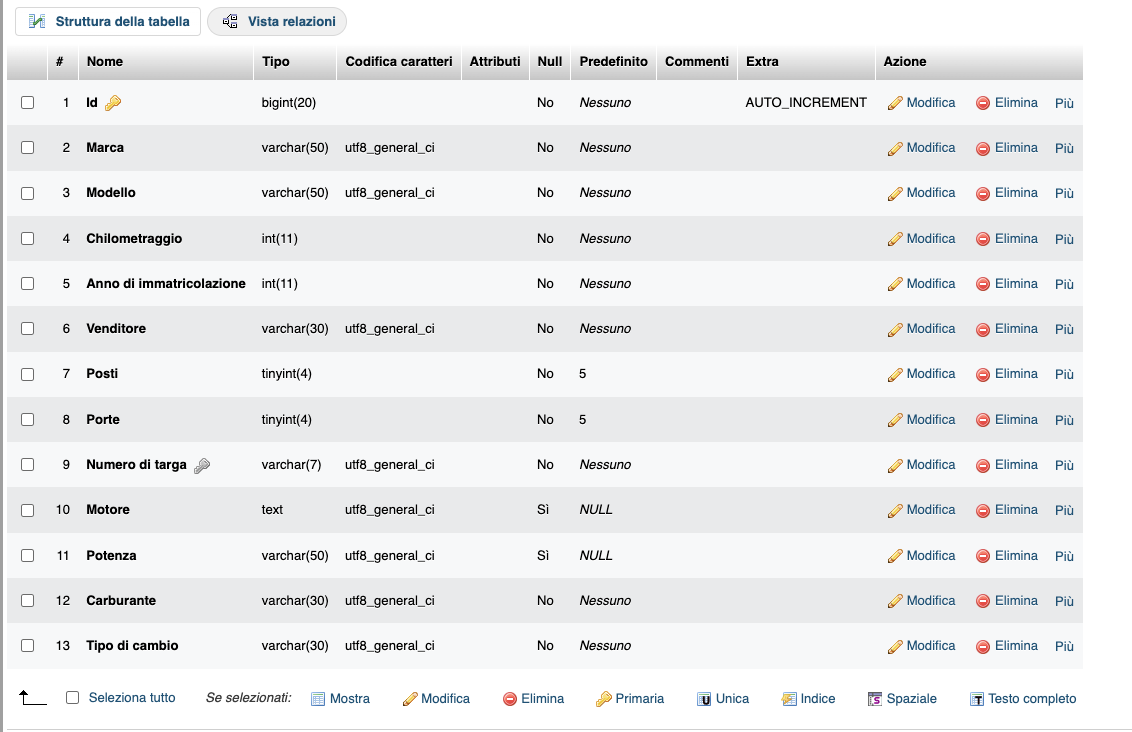 Struttura della tabella Vista relazioni
# Nome Tipo Codifica caratteri Attributi Null Predefinito Commenti Extra Azione
1 Id bigint(20) No Nessuno AUTO_INCREMENT Modifica Elimina Più
2 Marca varchar(50) utf8_general_ci No Nessuno Modifica Elimina Più
3 Modello varchar(50) utf8_general_ci No Nessuno Modifica Elimina Più
4 Chilometraggio int(11) No Nessuno Modifica Elimina Più
5 Anno di immatricolazione int(11) No Nessuno Modifica Elimina Più
6 Venditore varchar(30) utf8_general_ci No Nessuno Modifica Elimina Più
7 Posti tinyint(4) No 5 Modifica Elimina Più
8 Porte tinyint(4) No 5 Modifica Elimina Più
9 Numero di targa varchar(7) utf8_general_ci No Nessuno Modifica Elimina Più
10 Motore text utf8_general_ci Sì NULL Modifica Elimina Più
11 Potenza varchar(50) utf8_general_ci Sì NULL Modifica Elimina Più
12 Carburante varchar(30) utf8_general_ci No Nessuno Modifica Elimina Più
13 Tipo di cambio varchar(30) utf8_general_ci No Nessuno Modifica Elimina Più
Seleziona tutto Se selezionati: Mostra Modifica Elimina Primaria Unica Indice Spaziale Testo completo